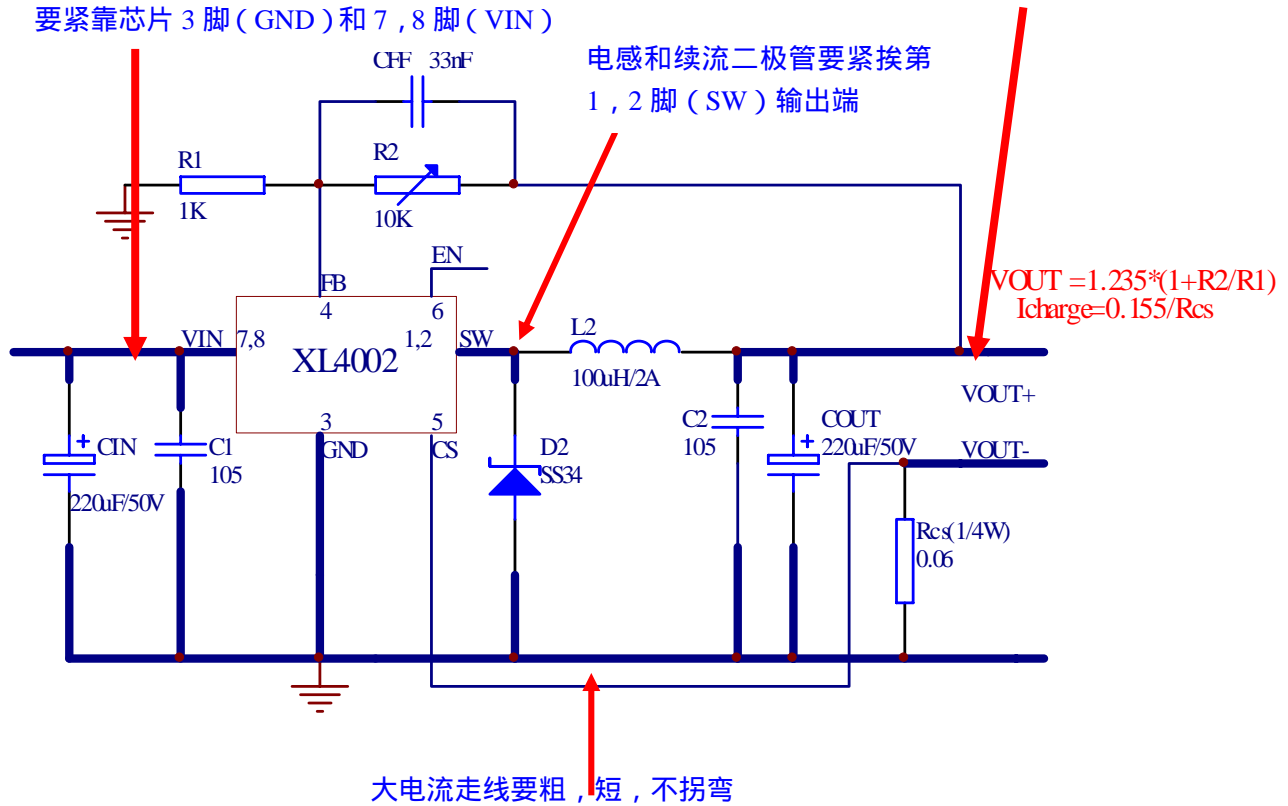 要紧靠芯片 3 脚（GND）和 7，8 脚（VIN）
电感和续流二极管要紧挨第
1，2 脚（SW）输出端
CFF 33nF
R1
1K
R2
10K
EN
FB
4
6
VIN
7,8
1,2
SW
XL4002
3
GND
5
CS
L2
100uH/2A
VOUT =1.235*(1+R2/R1)
Icharge=0.155/Rcs
VOUT+
VOUT-
+
CIN
220uF/50V
C1
105
D2
SS34
C2
105
+
COUT
220uF/50V
Rcs(1/4W)
0.06
大电流走线要粗，短，不拐弯